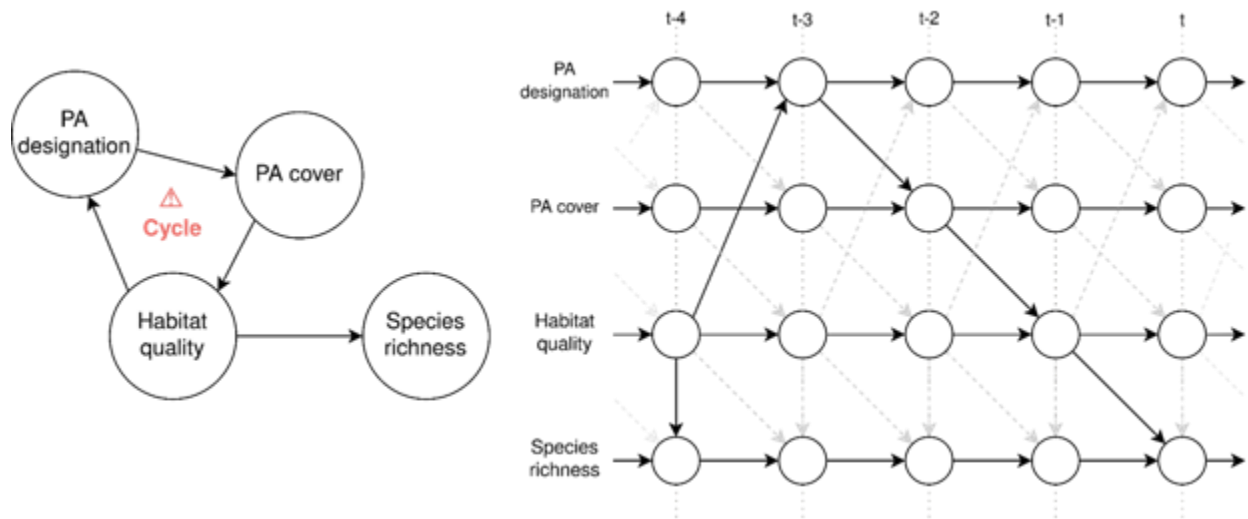 PA
designation
PA cover
⚠
Cycle
Habitat
quality
Species
richness
t-4
t-3
t-2
t-1
t
PA
designation
PA cover
Habitat
quality
Species
richness